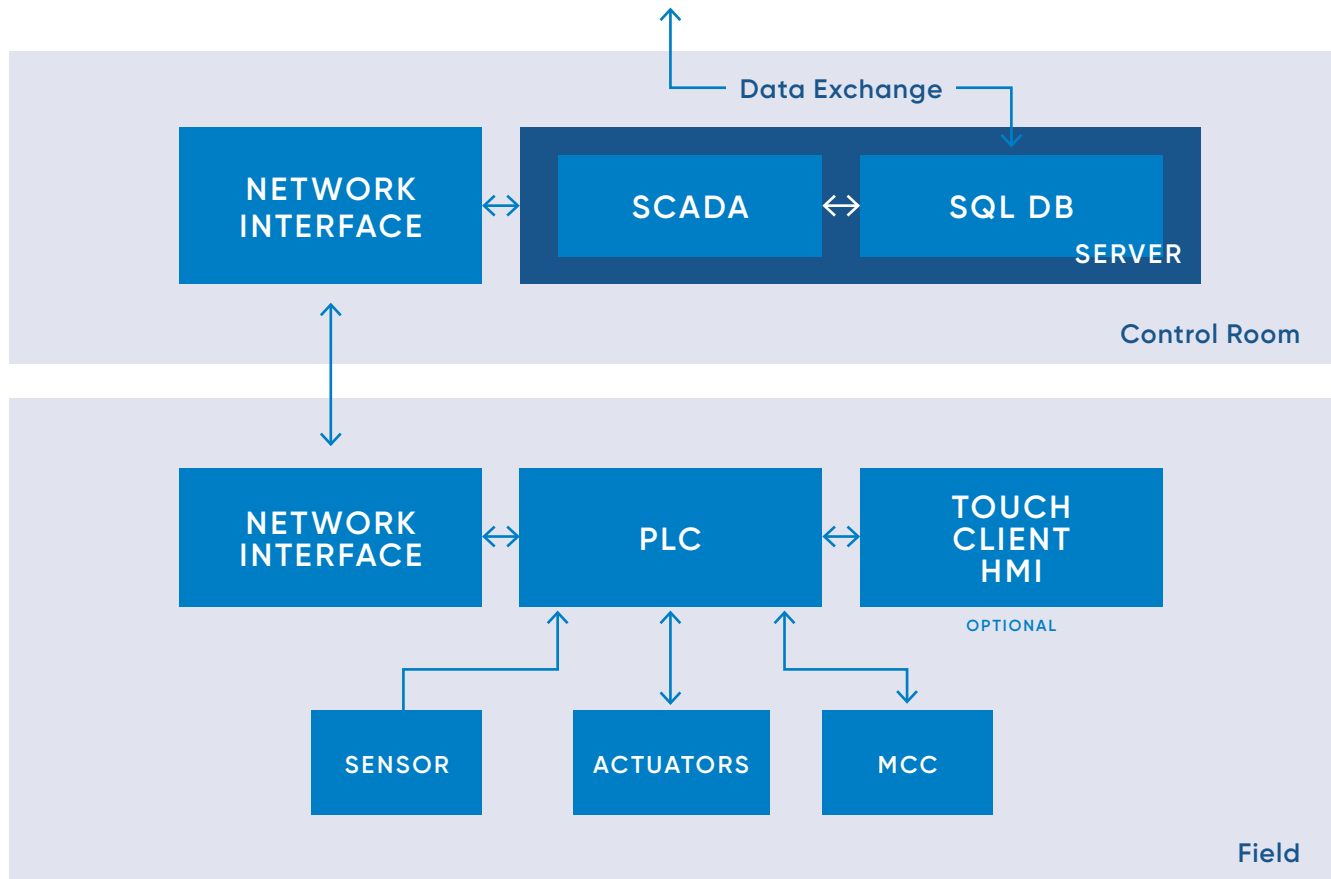 Data Exchange
NETWORK
INTERFACE
SCADA
SQL DB
SERVER
Control Room
NETWORK
INTERFACE
PLC
TOUCH
CLIENT
HMI
OPTIONAL
SENSOR
ACTUATORS
MCC
Field